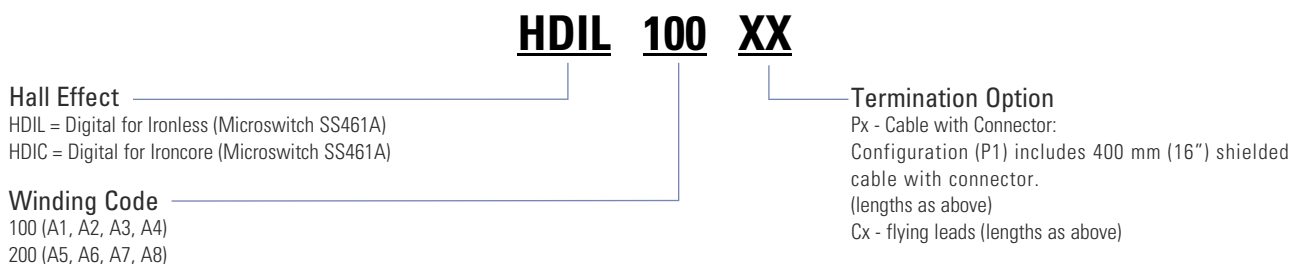 HDIL 100 XX
Hall Effect
HDIL = Digital for Ironless (Microswitch SS461A)
HDIC = Digital for Ironcore (Microswitch SS461A)
Winding Code
100 (A1, A2, A3, A4)
200 (A5, A6, A7, A8)
Termination Option
Px - Cable with Connector:
Configuration (P1) includes 400 mm (16”) shielded
cable with connector.
(lengths as above)
Cx - flying leads (lengths as above)